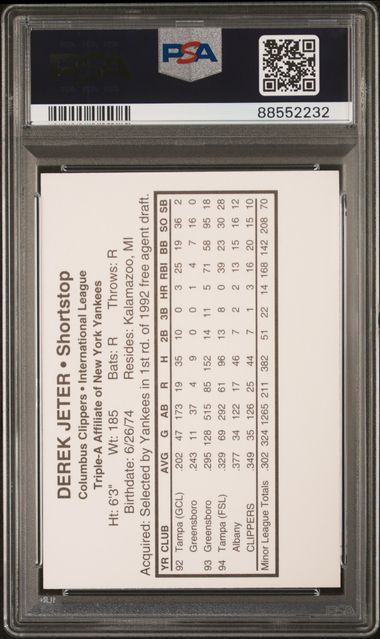 PSA
88552232
DEREK JETER • Shortstop
Columbus Clippers • International League
Triple-A Affiliate of New York Yankees
Ht: 6'3" Wt: 185 Bats: R Throws: R
Birthdate: 6/26/74 Resides: Kalamazoo, MI
Acquired: Selected by Yankees in 1st rd. of 1992 free agent draft.
YR CLUB AVG G AB R H 2B 3B HR RBI BB SO SB
92 Tampa (GCL) .202 47 173 19 35 10 0 3 25 19 36 2
Greensboro .243 11 37 4 9 0 0 1 4 7 16 0
93 Greensboro .295 128 515 85 152 14 11 5 71 58 95 18
94 Tampa (FSL) .329 69 292 61 96 13 8 0 39 23 30 28
Albany .377 34 122 17 46 7 2 2 13 15 16 12
CLIPPERS .349 35 126 25 44 7 1 3 16 20 15 10
Minor League Totals .302 324 1265 211 382 51 22 14 168 142 208 70